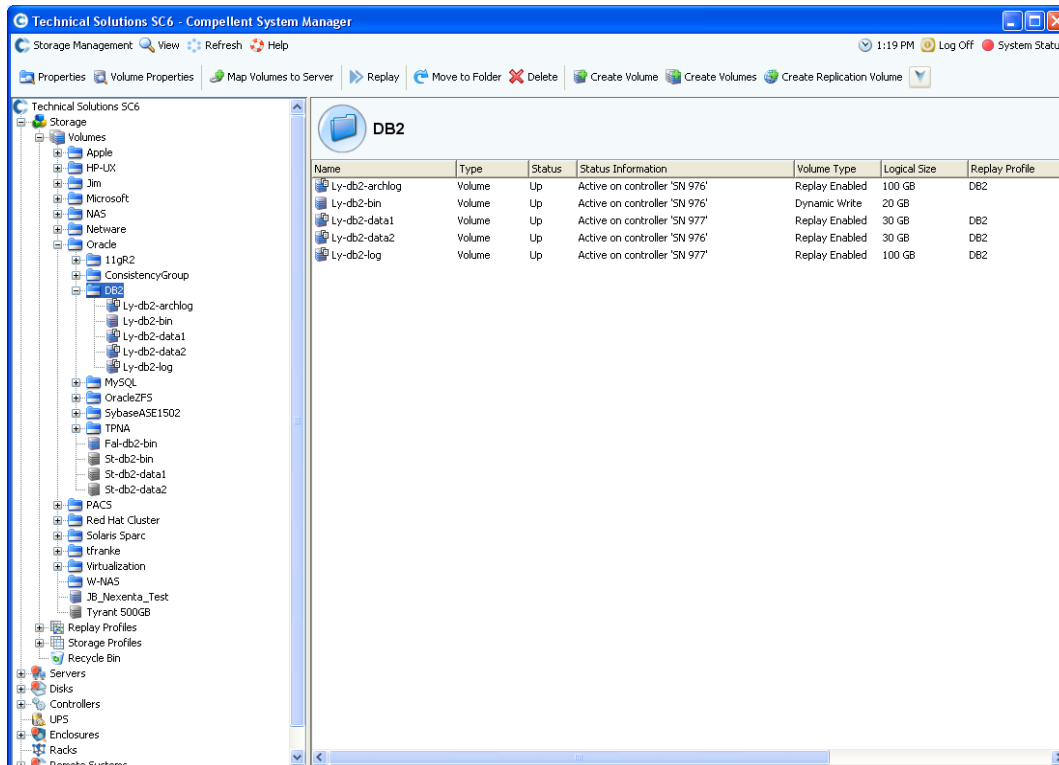 Technical Solutions SC6 - Compellent System Manager
Storage Management View Refresh Help 1:19 PM Log Off System Statu
Properties Volume Properties Map Volumes to Server Replay Move to Folder Delete Create Volume Create Volumes Create Replication Volume
Technical Solutions SC6
Storage
Volumes
Apple
HP-UX
Jim
Microsoft
NAS
Netware
Oracle
11gR2
ConsistencyGroup
DB2
Ly-db2-archlog
Ly-db2-bin
Ly-db2-data1
Ly-db2-data2
Ly-db2-log
MySQL
OracleZFS
SybaseASE1502
TPNA
Fal-db2-bin
St-db2-bin
St-db2-data1
St-db2-data2
PACS
Red Hat Cluster
Solaris Sparc
tfranke
Virtualization
W-NAS
JB_Nexenta_Test
Tyrant 500GB
Replay Profiles
Storage Profiles
Recycle Bin
Servers
Disks
Controllers
UPS
Enclosures
Racks
Remote Systems
DB2
Name Type Status Status Information Volume Type Logical Size Replay Profile
Ly-db2-archlog Volume Up Active on controller 'SN 976' Replay Enabled 100 GB DB2
Ly-db2-bin Volume Up Active on controller 'SN 976' Dynamic Write 20 GB
Ly-db2-data1 Volume Up Active on controller 'SN 977' Replay Enabled 30 GB DB2
Ly-db2-data2 Volume Up Active on controller 'SN 976' Replay Enabled 30 GB DB2
Ly-db2-log Volume Up Active on controller 'SN 977' Replay Enabled 100 GB DB2